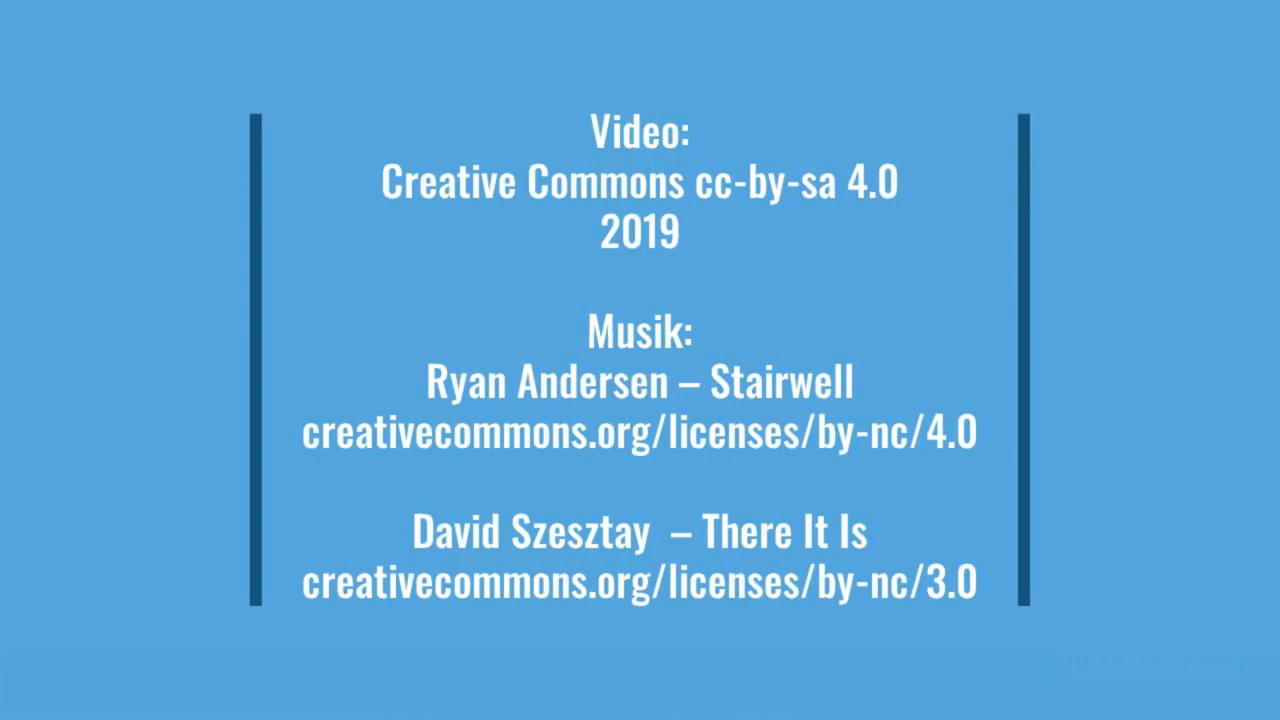 Video:
Creative Commons cc-by-sa 4.0
2019
Musik:
Ryan Andersen – Stairwell
creativecommons.org/licenses/by-nc/4.0
David Szesztay – There It Is
creativecommons.org/licenses/by-nc/3.0